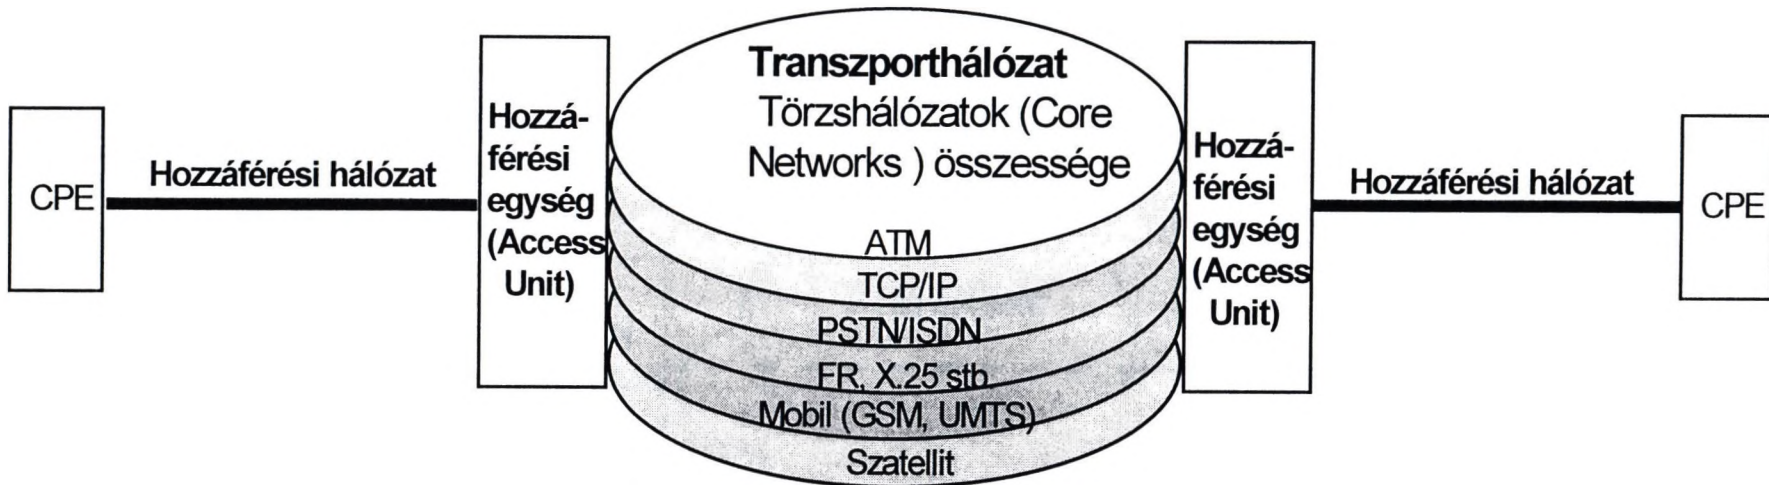 CPE
Hozzáférési hálózat
Hozzá-
férési
egység
(Access
Unit)
Transzporthálózat
Törzshálózatok (Core
Networks ) összessége
ATM
TCP/IP
PSTN/ISDN
FR, X.25 stb.
Mobil (GSM, UMTS)
Szatellit
Hozzá-
férési
egység
(Access
Unit)
Hozzáférési hálózat
CPE